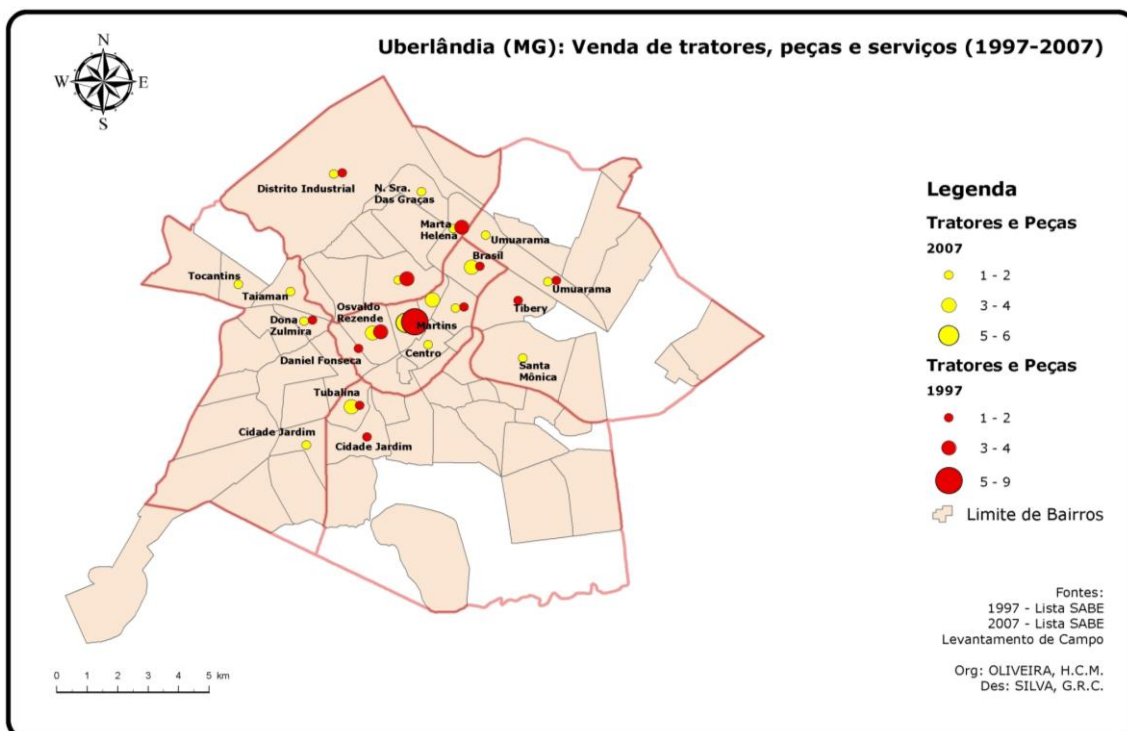 Uberlândia (MG): Venda de tratores, peças e serviços (1997-2007)
N
W E
S
Distrito Industrial
N. Sra.
Das Graças
Marta
Helena
Umuarama
Brasil
Tocantins
Taiaman
Umuarama
Tibery
Osvaldo
Rezende
Dona
Zulmira
Martins
Daniel Fonseca
Centro
Santa
Mônica
Tubalina
Cidade Jardim
Cidade Jardim
Legenda
Tratores e Peças
2007
1 - 2
3 - 4
5 - 6
Tratores e Peças
1997
1 - 2
3 - 4
5 - 9
Limite de Bairros
Fontes:
1997 - Lista SABE
2007 - Lista SABE
Levantamento de Campo
Org: OLIVEIRA, H.C.M.
Des: SILVA, G.R.C.
0 1 2 3 4 5 km